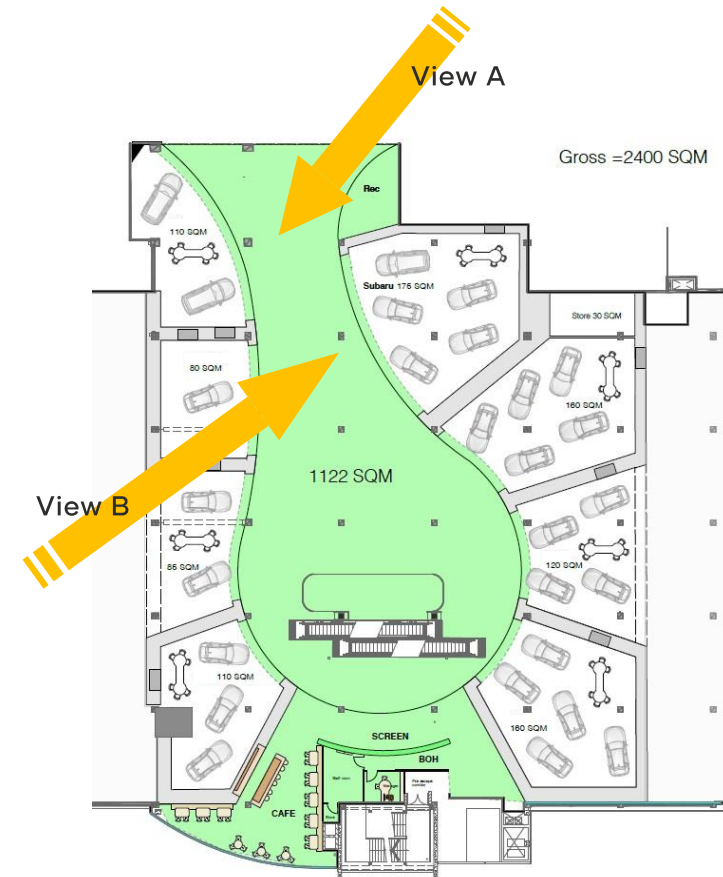 View A
Gross =2400 SQM
Rec
110 SQM
Subaru 175 SQM
Store 30 SQM
80 SQM
160 SQM
1122 SQM
View B
85 SQM
120 SQM
110 SQM
160 SQM
SCREEN
BOH
CAFE